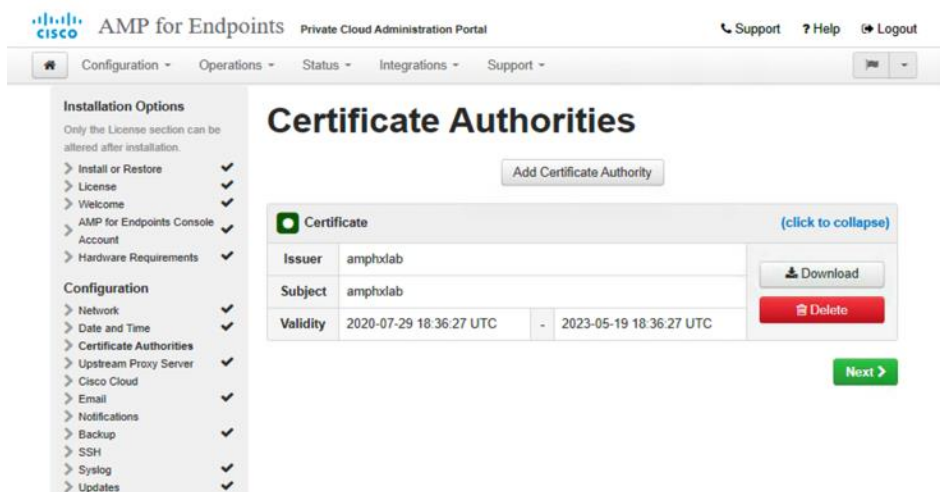 CISCO AMP for Endpoints Private Cloud Administration Portal Support ? Help Logout
Configuration Operations Status Integrations Support
Installation Options
Only the License section can be
altered after installation.
Install or Restore
License
Welcome
AMP for Endpoints Console
Account
Hardware Requirements
Configuration
Network
Date and Time
Certificate Authorities
Upstream Proxy Server
Cisco Cloud
Email
Notifications
Backup
SSH
Syslog
Updates
Certificate Authorities
Add Certificate Authority
Certificate (click to collapse)
Issuer amphxlab
Subject amphxlab
Validity 2020-07-29 18:36:27 UTC - 2023-05-19 18:36:27 UTC
Download
Delete
Next